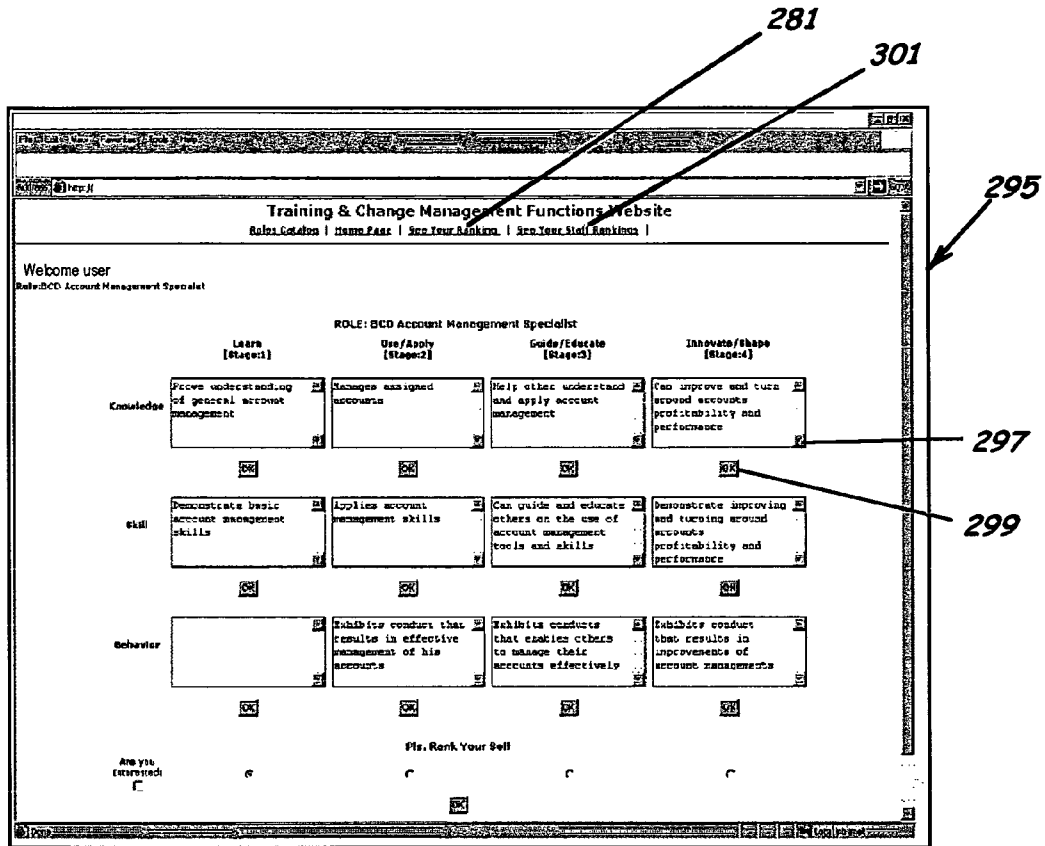 281
301
295
http://
Training & Change Management Functions Website
Roles Catalog | Home Page | See Your Ranking | See Your Staff Rankings |
Welcome user
Role:BCD Account Management Specialist
ROLE: BCD Account Management Specialist
Learn [Stage:1]
Use/Apply [Stage:2]
Guide/Educate [Stage:3]
Innovate/Shape [Stage:4]
Knowledge
Prove understanding
of general account
management
Manages assigned
accounts
Help other understand
and apply account
management
Can improve and turn
around accounts
profitability and
performance
297
OK OK OK OK
299
Skill
Demonstrate basic
account management
skills
Applies account
management skills
Can guide and educate
others on the use of
account management
tools and skills
Demonstrate improving
and turning around
accounts
profitability and
performance
OK OK OK OK
Behavior
Exhibits conduct that
results in effective
management of his
accounts
Exhibits conducts
that enables others
to manage their
accounts effectively
Exhibits conduct
that results in
improvements of
account managements
OK OK OK OK
Pls. Rank Your Self
Are you
interested?
OK
Done